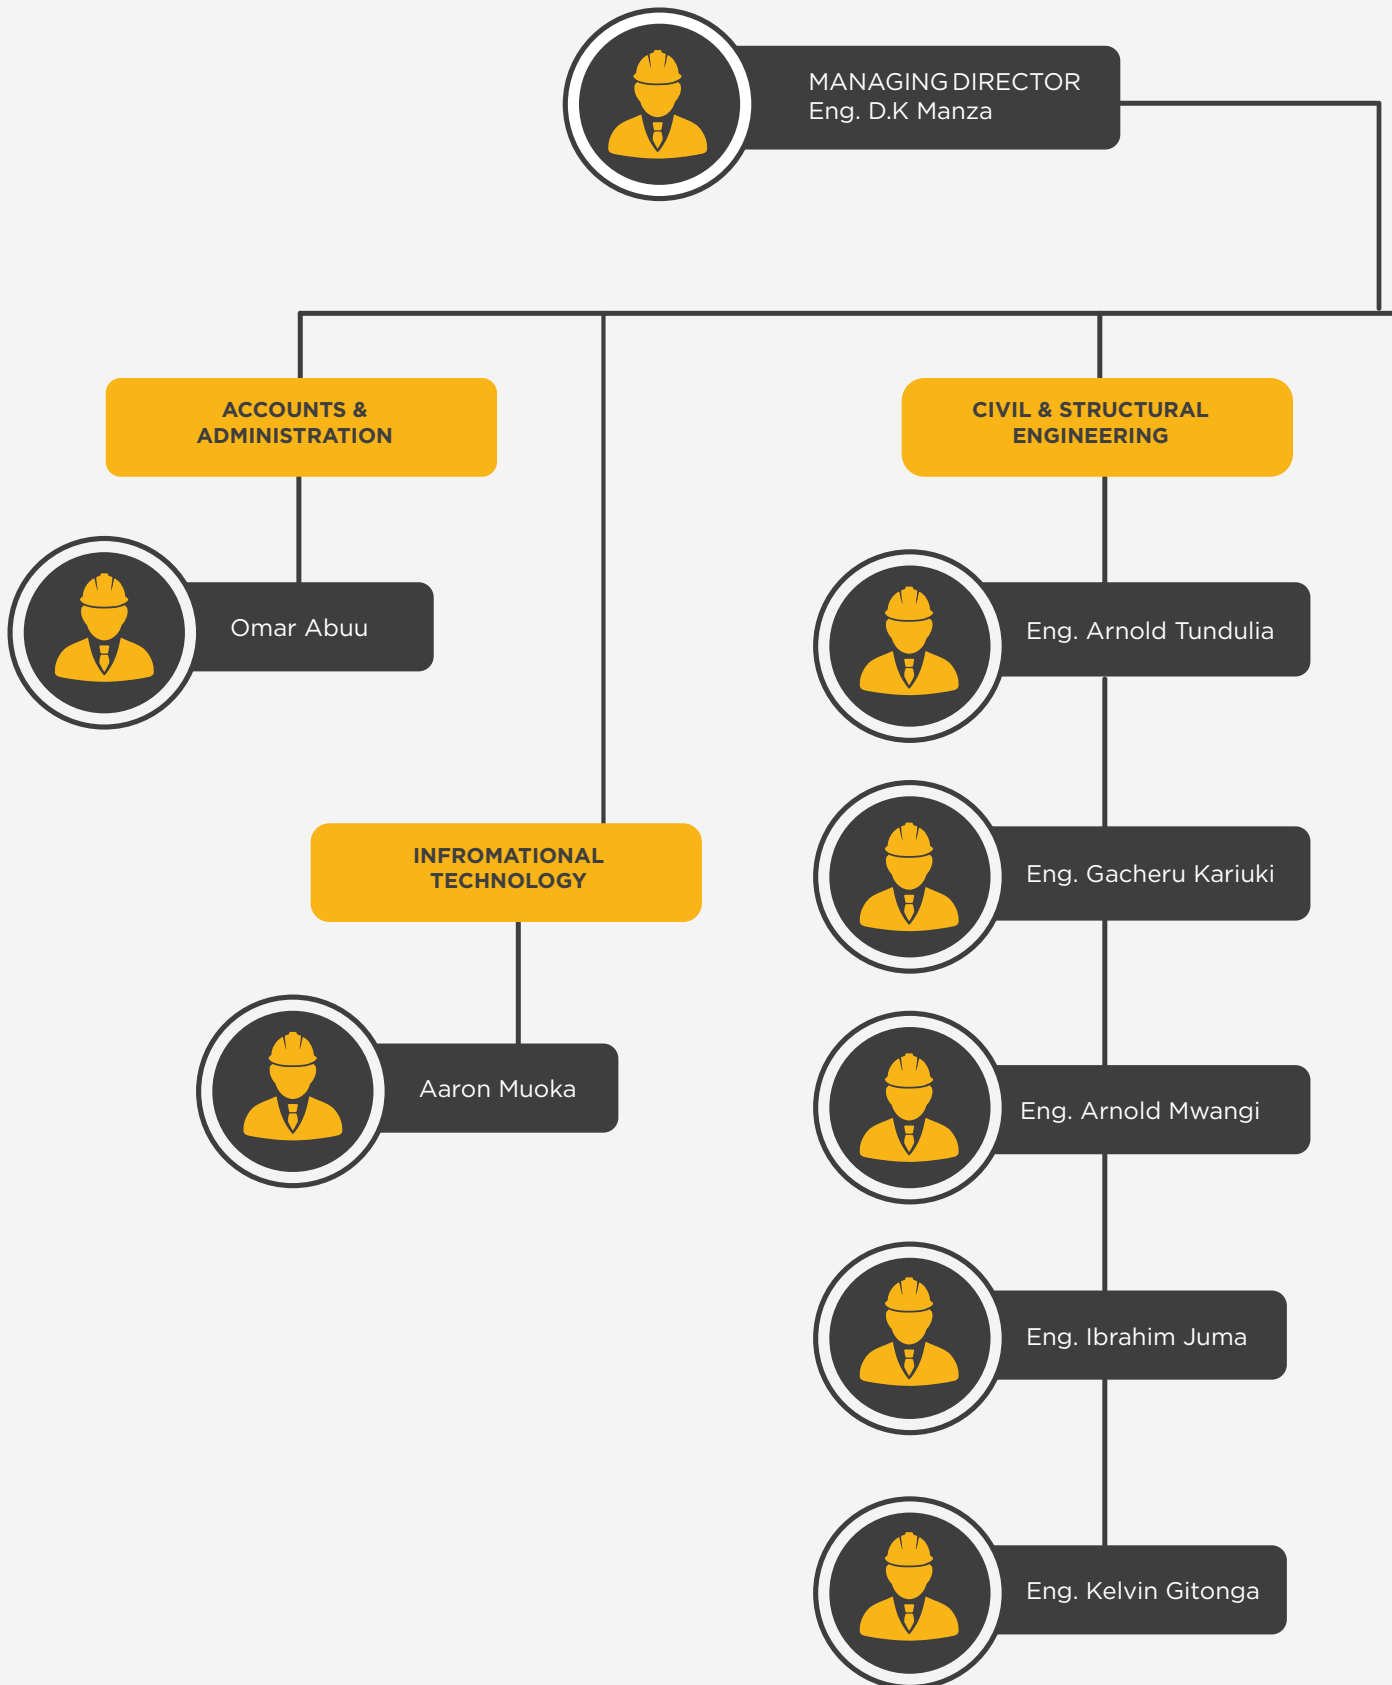 MANAGING DIRECTOR
Eng. D.K Manza
ACCOUNTS &
ADMINISTRATION
Omar Abuu
INFROMATIONAL
TECHNOLOGY
Aaron Muoka
CIVIL & STRUCTURAL
ENGINEERING
Eng. Arnold Tundulia
Eng. Gacheru Kariuki
Eng. Arnold Mwangi
Eng. Ibrahim Juma
Eng. Kelvin Gitonga